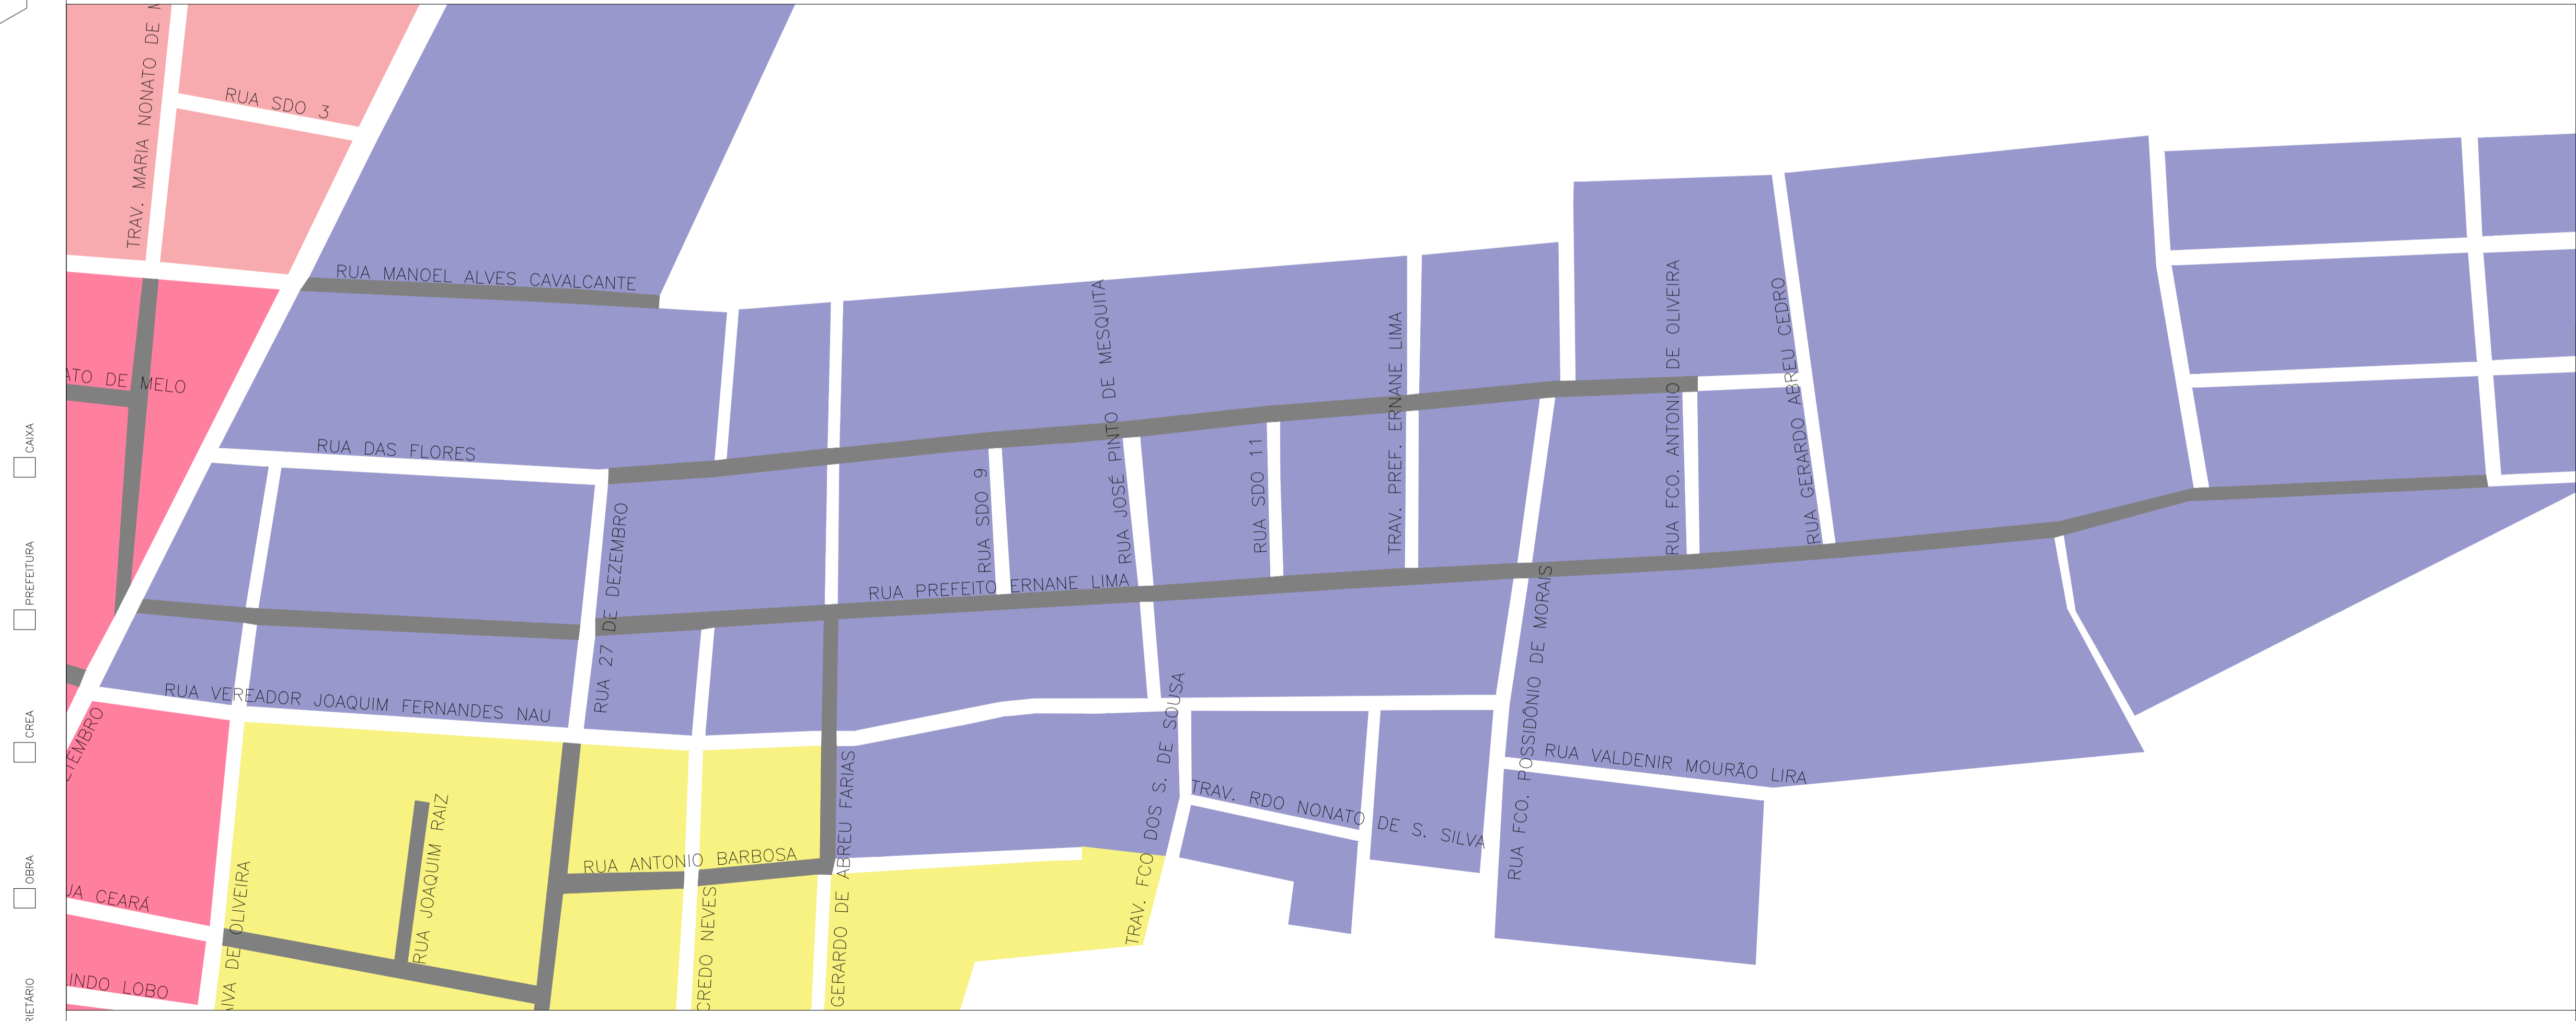 TRAV. MARIA NONATO DE
RUA SDO 3
RUA MANOEL ALVES CAVALCANTE
ATO DE MELO
RUA DAS FLORES
RUA 27 DE DEZEMBRO
RUA SDO 9
RUA JOSÉ PINTO DE MESQUITA
RUA SDO 11
TRAV. PREF. ERNANE LIMA
RUA FCO. ANTONIO DE OLIVEIRA
RUA GERARDO ABREU CEDRO
RUA PREFEITO ERNANE LIMA
RUA VEREADOR JOAQUIM FERNANDES NAU
ETEMBRO
RUA FCO. POSSIDÔNIO DE MORAIS
RUA VALDENIR MOURÃO LIRA
TRAV. FCO DOS S. DE SOUSA
TRAV. RDO NONATO DE S. SILVA
RUA JOAQUIM RAIZ
RUA ANTONIO BARBOSA
GERARDO DE ABREU FARIAS
CREDO NEVES
AIVA DE OLIVEIRA
UA CEARÁ
INDO LOBO
CAIXA
PREFEITURA
CREA
OBRA
RIETÁRIO